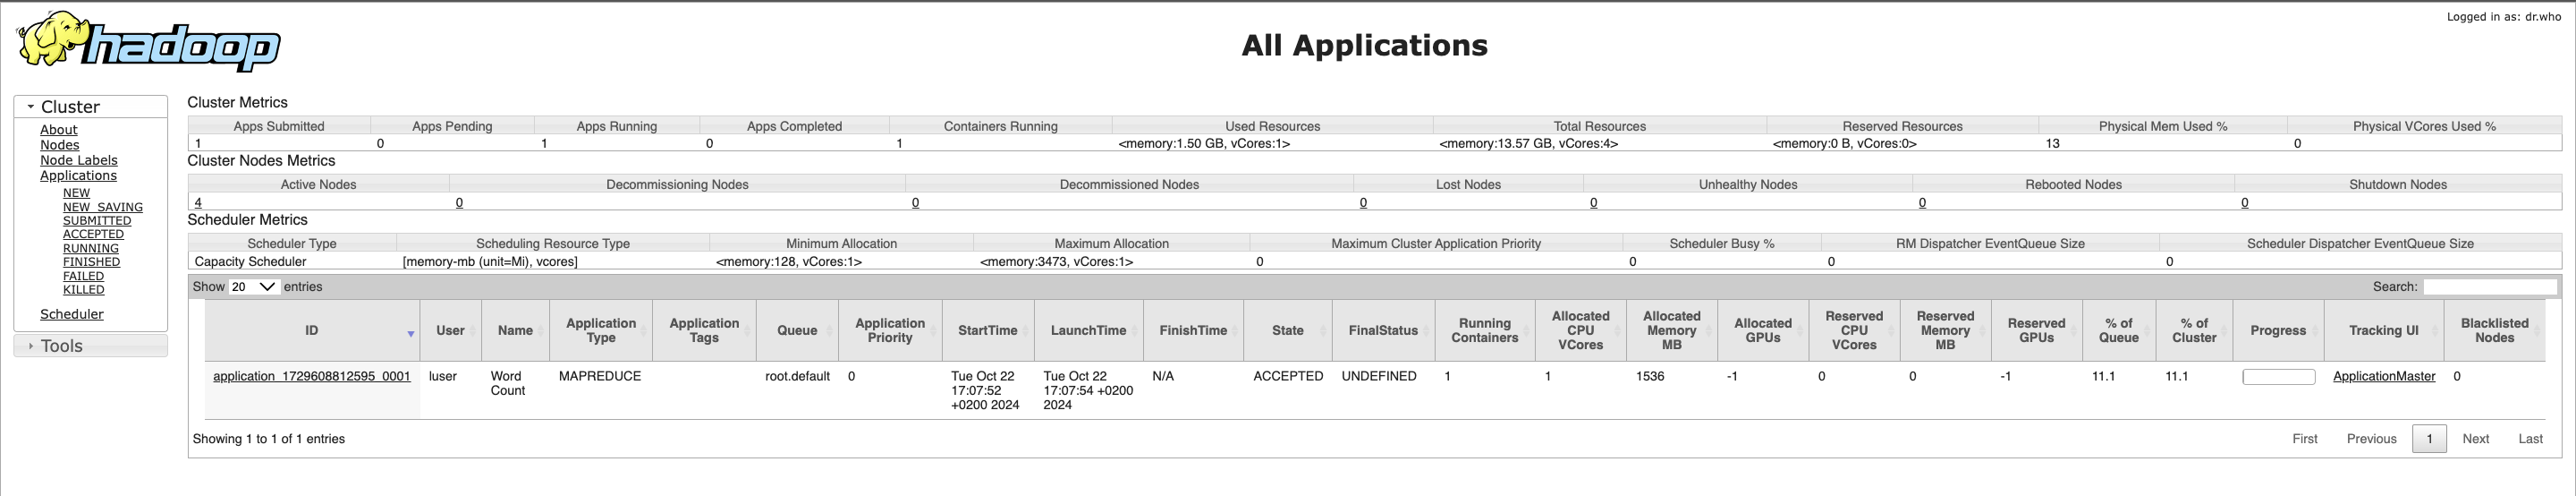 Logged in as: dr.who
hadoop
All Applications
Cluster
About
Nodes
Node Labels
Applications
NEW
NEW_SAVING
SUBMITTED
ACCEPTED
RUNNING
FINISHED
FAILED
KILLED
Scheduler
Tools
Cluster Metrics
Apps Submitted Apps Pending Apps Running Apps Completed Containers Running Used Resources Total Resources Reserved Resources Physical Mem Used % Physical VCores Used %
1 0 1 0 1 <memory:1.50 GB, vCores:1> <memory:13.57 GB, vCores:4> <memory:0 B, vCores:0> 13 0
Cluster Nodes Metrics
Active Nodes Decommissioning Nodes Decommissioned Nodes Lost Nodes Unhealthy Nodes Rebooted Nodes Shutdown Nodes
4 0 0 0 0 0 0
Scheduler Metrics
Scheduler Type Scheduling Resource Type Minimum Allocation Maximum Allocation Maximum Cluster Application Priority Scheduler Busy % RM Dispatcher EventQueue Size Scheduler Dispatcher EventQueue Size
Capacity Scheduler [memory-mb (unit=Mi), vcores] <memory:128, vCores:1> <memory:3473, vCores:1> 0 0 0 0
Show 20 entries Search:
ID User Name Application Type Application Tags Queue Application Priority StartTime LaunchTime FinishTime State FinalStatus Running Containers Allocated CPU VCores Allocated Memory MB Allocated GPUs Reserved CPU VCores Reserved Memory MB Reserved GPUs % of Queue % of Cluster Progress Tracking UI Blacklisted Nodes
application_1729608812595_0001 luser Word Count MAPREDUCE root.default 0 Tue Oct 22 17:07:52 +0200 2024 Tue Oct 22 17:07:54 +0200 2024 N/A ACCEPTED UNDEFINED 1 1 1536 -1 0 0 -1 11.1 11.1 ApplicationMaster 0
Showing 1 to 1 of 1 entries First Previous 1 Next Last